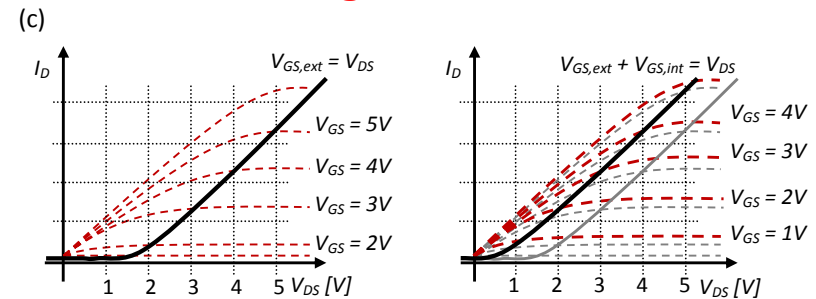 (c)
I_D
V_GS,ext = V_DS
V_GS = 5V
V_GS = 4V
V_GS = 3V
V_GS = 2V
1 2 3 4 5 V_DS [V]
I_D
V_GS,ext + V_GS,int = V_DS
V_GS = 4V
V_GS = 3V
V_GS = 2V
V_GS = 1V
1 2 3 4 5 V_DS [V]